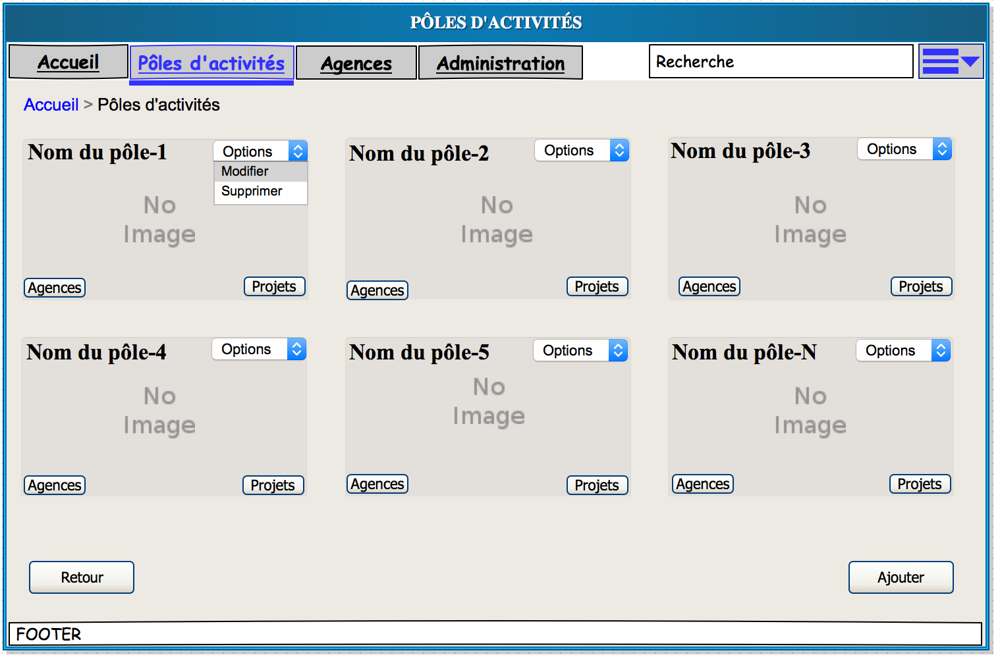 PÔLES D'ACTIVITÉS
Accueil Pôles d'activités Agences Administration Recherche
Accueil > Pôles d'activités
Nom du pôle-1 Options
Modifier
Supprimer
No
Image
Agences Projets
Nom du pôle-2 Options
No
Image
Agences Projets
Nom du pôle-3 Options
No
Image
Agences Projets
Nom du pôle-4 Options
No
Image
Agences Projets
Nom du pôle-5 Options
No
Image
Agences Projets
Nom du pôle-N Options
No
Image
Agences Projets
Retour Ajouter
FOOTER